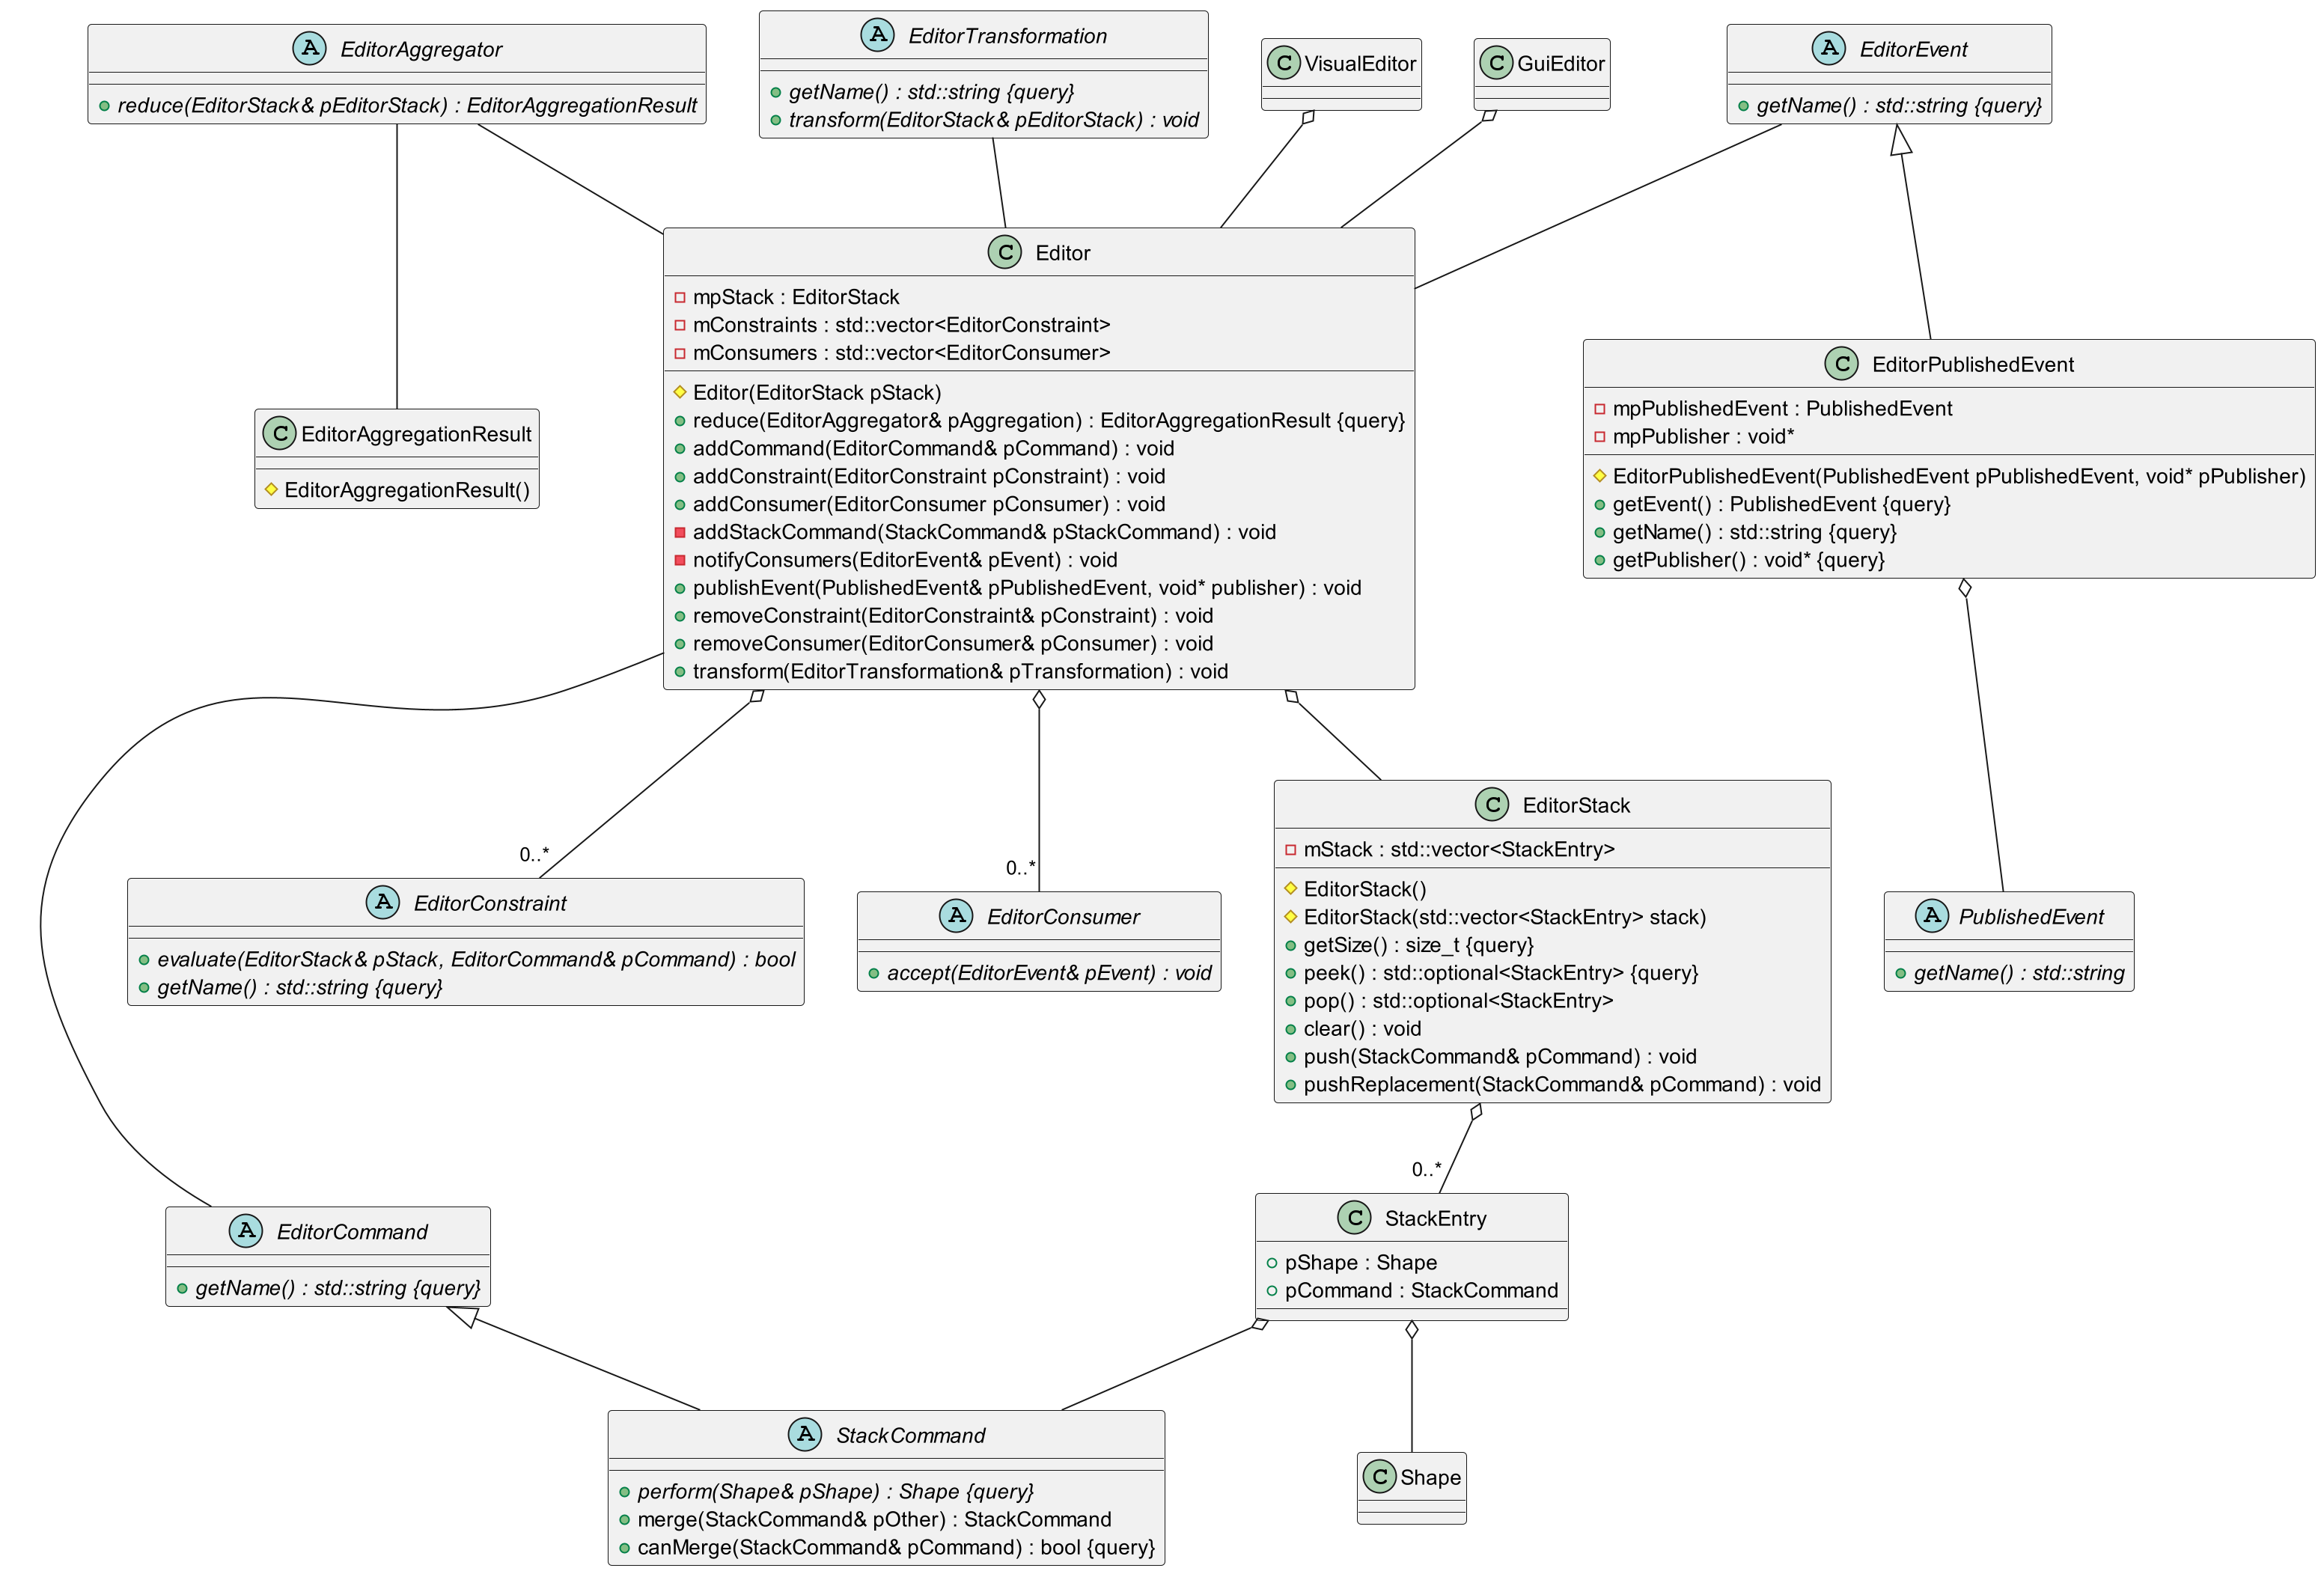 A EditorAggregator
reduce(EditorStack& pEditorStack) : EditorAggregationResult
A EditorTransformation
getName() : std::string {query}
transform(EditorStack& pEditorStack) : void
C VisualEditor
C GuiEditor
A EditorEvent
getName() : std::string {query}
C Editor
mpStack : EditorStack
mConstraints : std::vector<EditorConstraint>
mConsumers : std::vector<EditorConsumer>
Editor(EditorStack pStack)
reduce(EditorAggregator& pAggregation) : EditorAggregationResult {query}
addCommand(EditorCommand& pCommand) : void
addConstraint(EditorConstraint pConstraint) : void
addConsumer(EditorConsumer pConsumer) : void
addStackCommand(StackCommand& pStackCommand) : void
notifyConsumers(EditorEvent& pEvent) : void
publishEvent(PublishedEvent& pPublishedEvent, void* publisher) : void
removeConstraint(EditorConstraint& pConstraint) : void
removeConsumer(EditorConsumer& pConsumer) : void
transform(EditorTransformation& pTransformation) : void
C EditorAggregationResult
EditorAggregationResult()
C EditorPublishedEvent
mpPublishedEvent : PublishedEvent
mpPublisher : void*
EditorPublishedEvent(PublishedEvent pPublishedEvent, void* pPublisher)
getEvent() : PublishedEvent {query}
getName() : std::string {query}
getPublisher() : void* {query}
0..*
A EditorConstraint
evaluate(EditorStack& pStack, EditorCommand& pCommand) : bool
getName() : std::string {query}
0..*
A EditorConsumer
accept(EditorEvent& pEvent) : void
C EditorStack
mStack : std::vector<StackEntry>
EditorStack()
EditorStack(std::vector<StackEntry> stack)
getSize() : size_t {query}
peek() : std::optional<StackEntry> {query}
pop() : std::optional<StackEntry>
clear() : void
push(StackCommand& pCommand) : void
pushReplacement(StackCommand& pCommand) : void
A PublishedEvent
getName() : std::string
0..*
A EditorCommand
getName() : std::string {query}
C StackEntry
pShape : Shape
pCommand : StackCommand
A StackCommand
perform(Shape& pShape) : Shape {query}
merge(StackCommand& pOther) : StackCommand
canMerge(StackCommand& pCommand) : bool {query}
C Shape